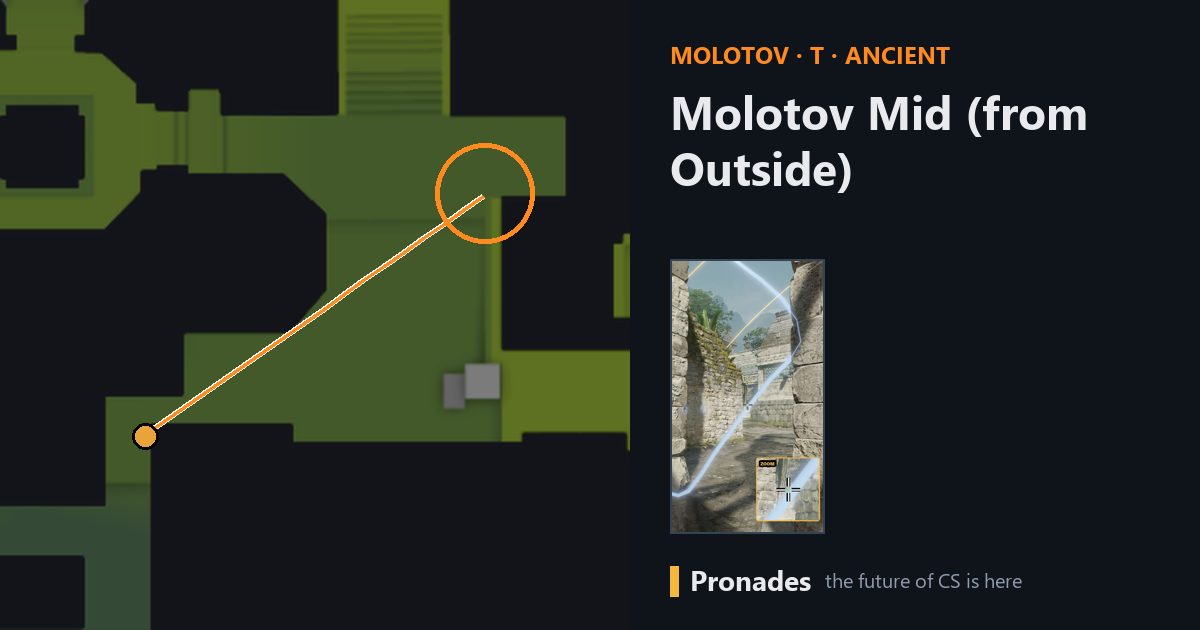 MOLOTOV · T · ANCIENT
Molotov Mid (from
Outside)
ZOOM
Pronades the future of CS is here